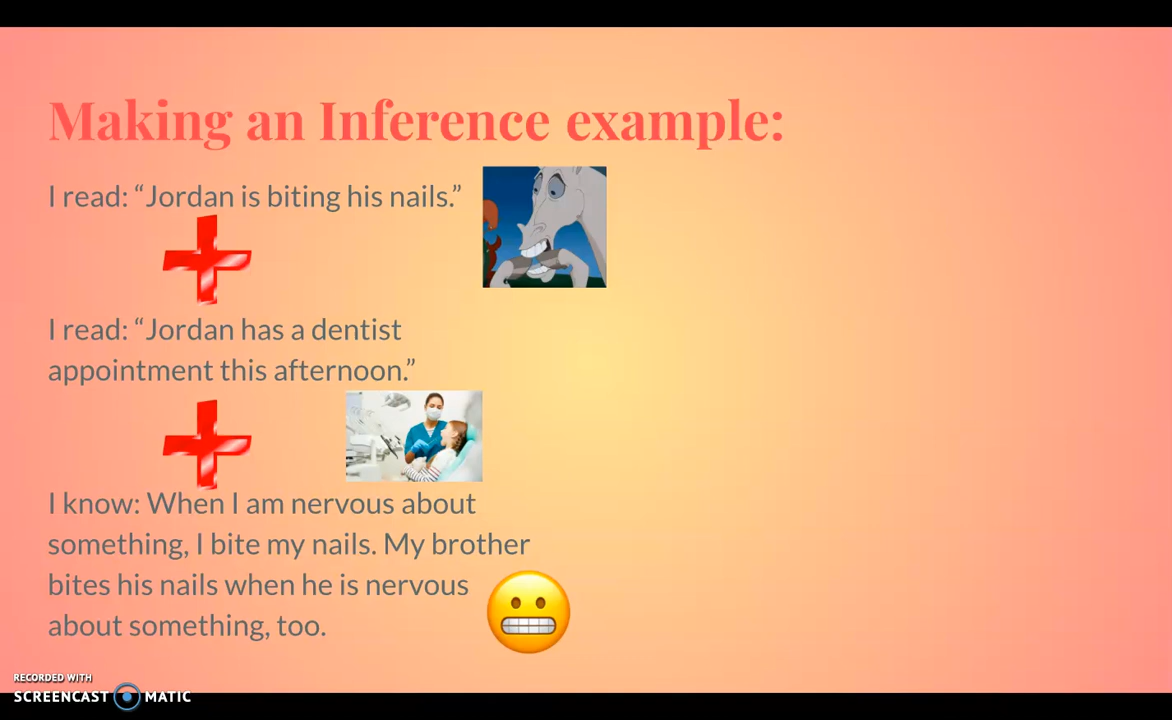 Making an Inference example:
I read: “Jordan is biting his nails.”
I read: “Jordan has a dentist
appointment this afternoon.”
I know: When I am nervous about
something, I bite my nails. My brother
bites his nails when he is nervous
about something, too.
RECORDED WITH
SCREENCAST MATIC